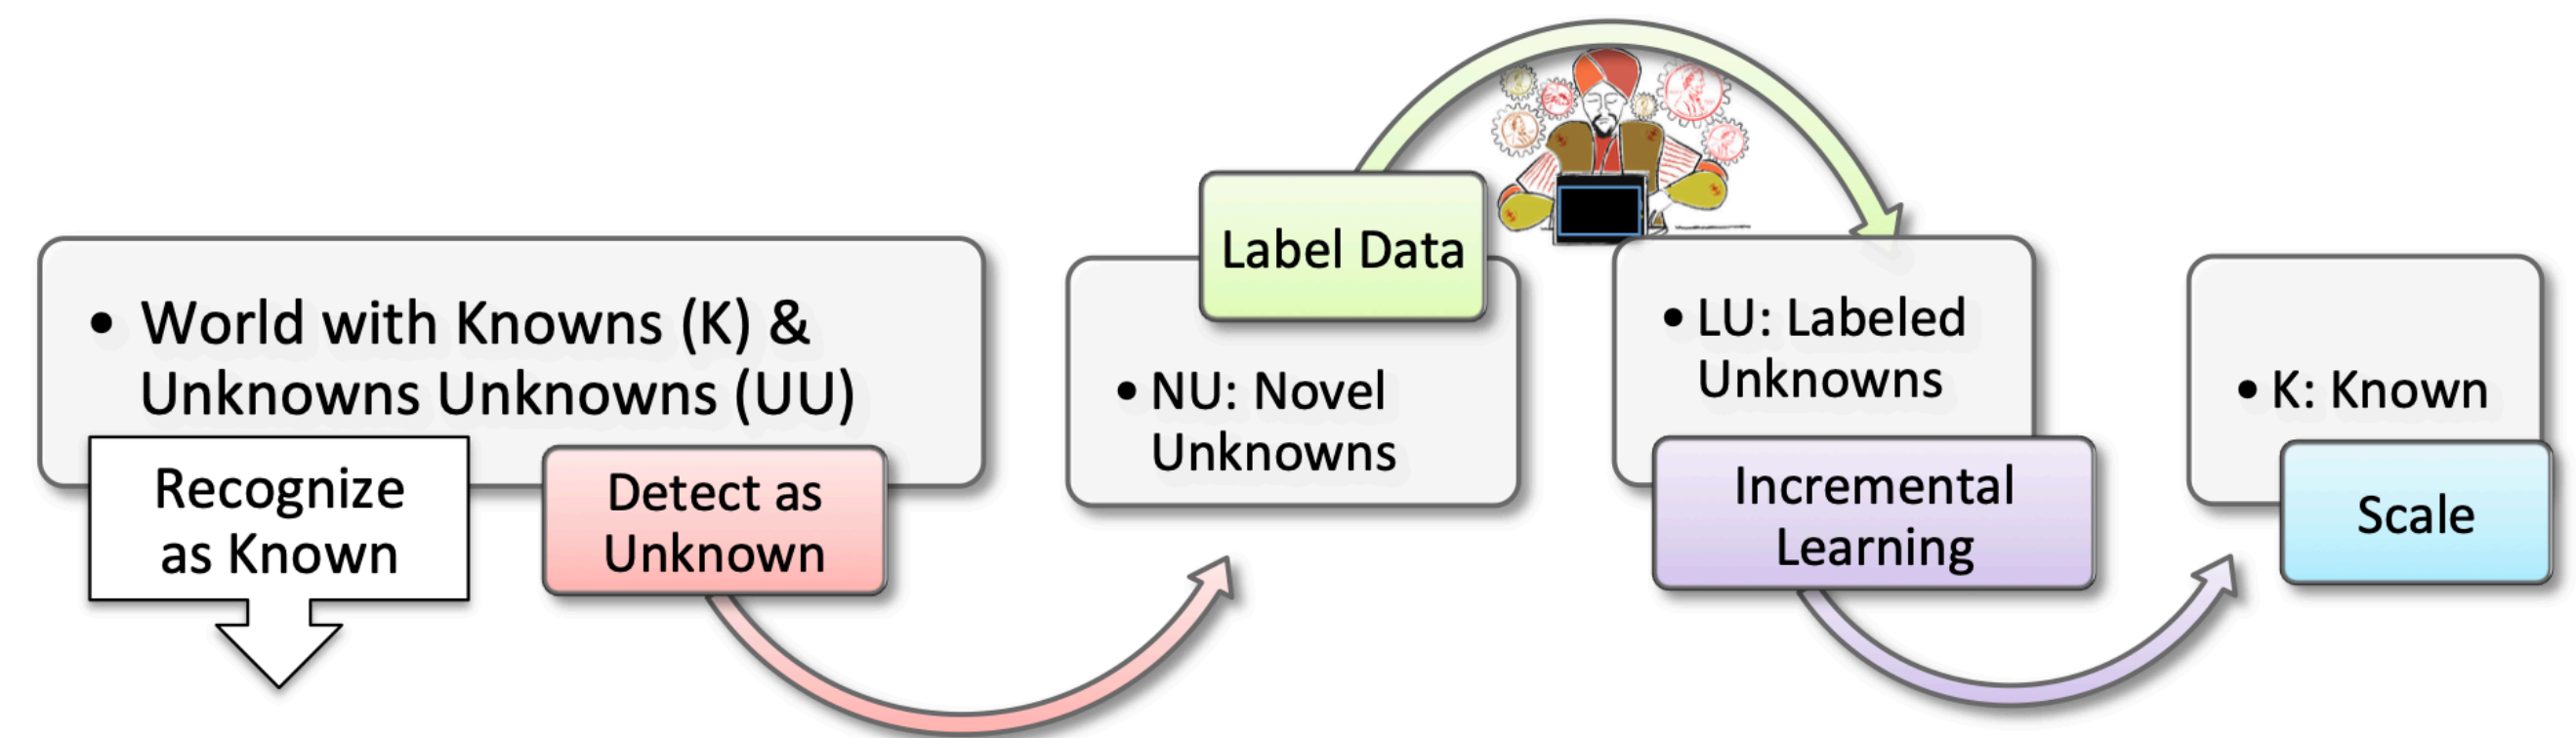 • World with Knowns (K) &
Unknowns Unknowns (UU)
Recognize
as Known
Detect as
Unknown
Label Data
• NU: Novel
Unknowns
• LU: Labeled
Unknowns
Incremental
Learning
• K: Known
Scale